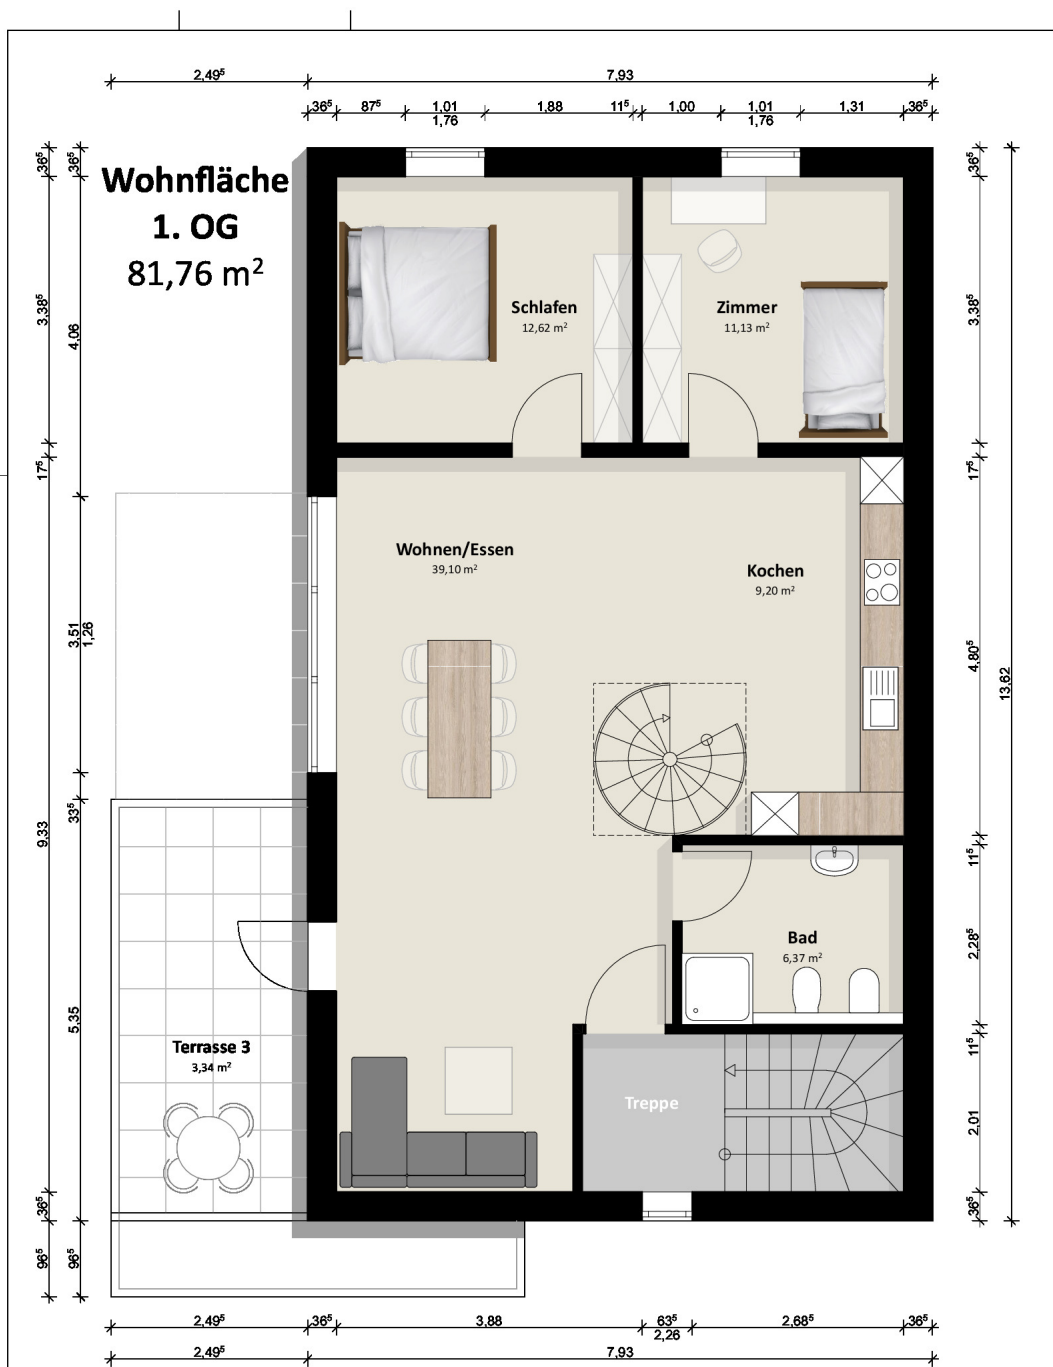 2,49⁵
7,93
36⁵
87⁵
1,01
1,76
1,88
11⁵
1,00
1,01
1,76
1,31
36⁵
Wohnfläche
1. OG
81,76 m²
36⁵
36⁵
3,38⁵
4,06
17⁵
3,51
1,26
9,33
33⁵
5,35
36⁵
96⁵
96⁵
Schlafen
12,62 m²
Zimmer
11,13 m²
Wohnen/Essen
39,10 m²
Kochen
9,20 m²
Bad
6,37 m²
Terrasse 3
3,34 m²
Treppe
36⁵
3,38⁵
17⁵
4,80⁵
13,62
11⁵
2,28⁵
11⁵
2,01
36⁵
2,49⁵
36⁵
3,88
63⁵
2,26
2,68⁵
36⁵
2,49⁵
7,93